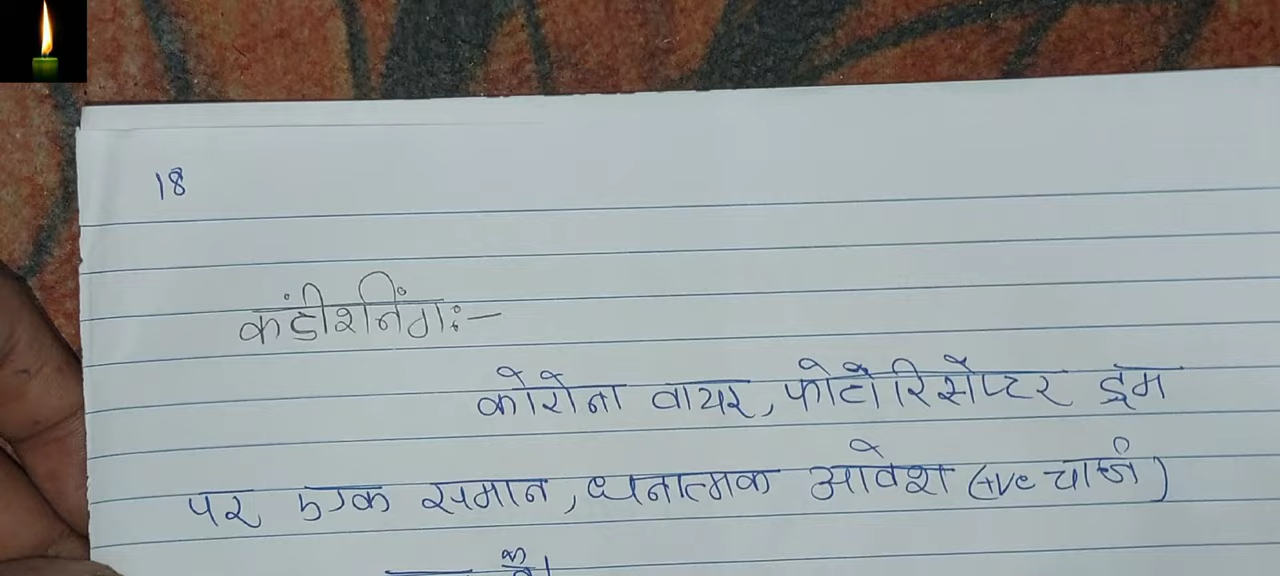 18
कंडीशनिंग:-
कोरोना वायर, फोटोरिसेप्टर ड्रम
पर एक समान, धनात्मक आवेश (+ve चार्ज)